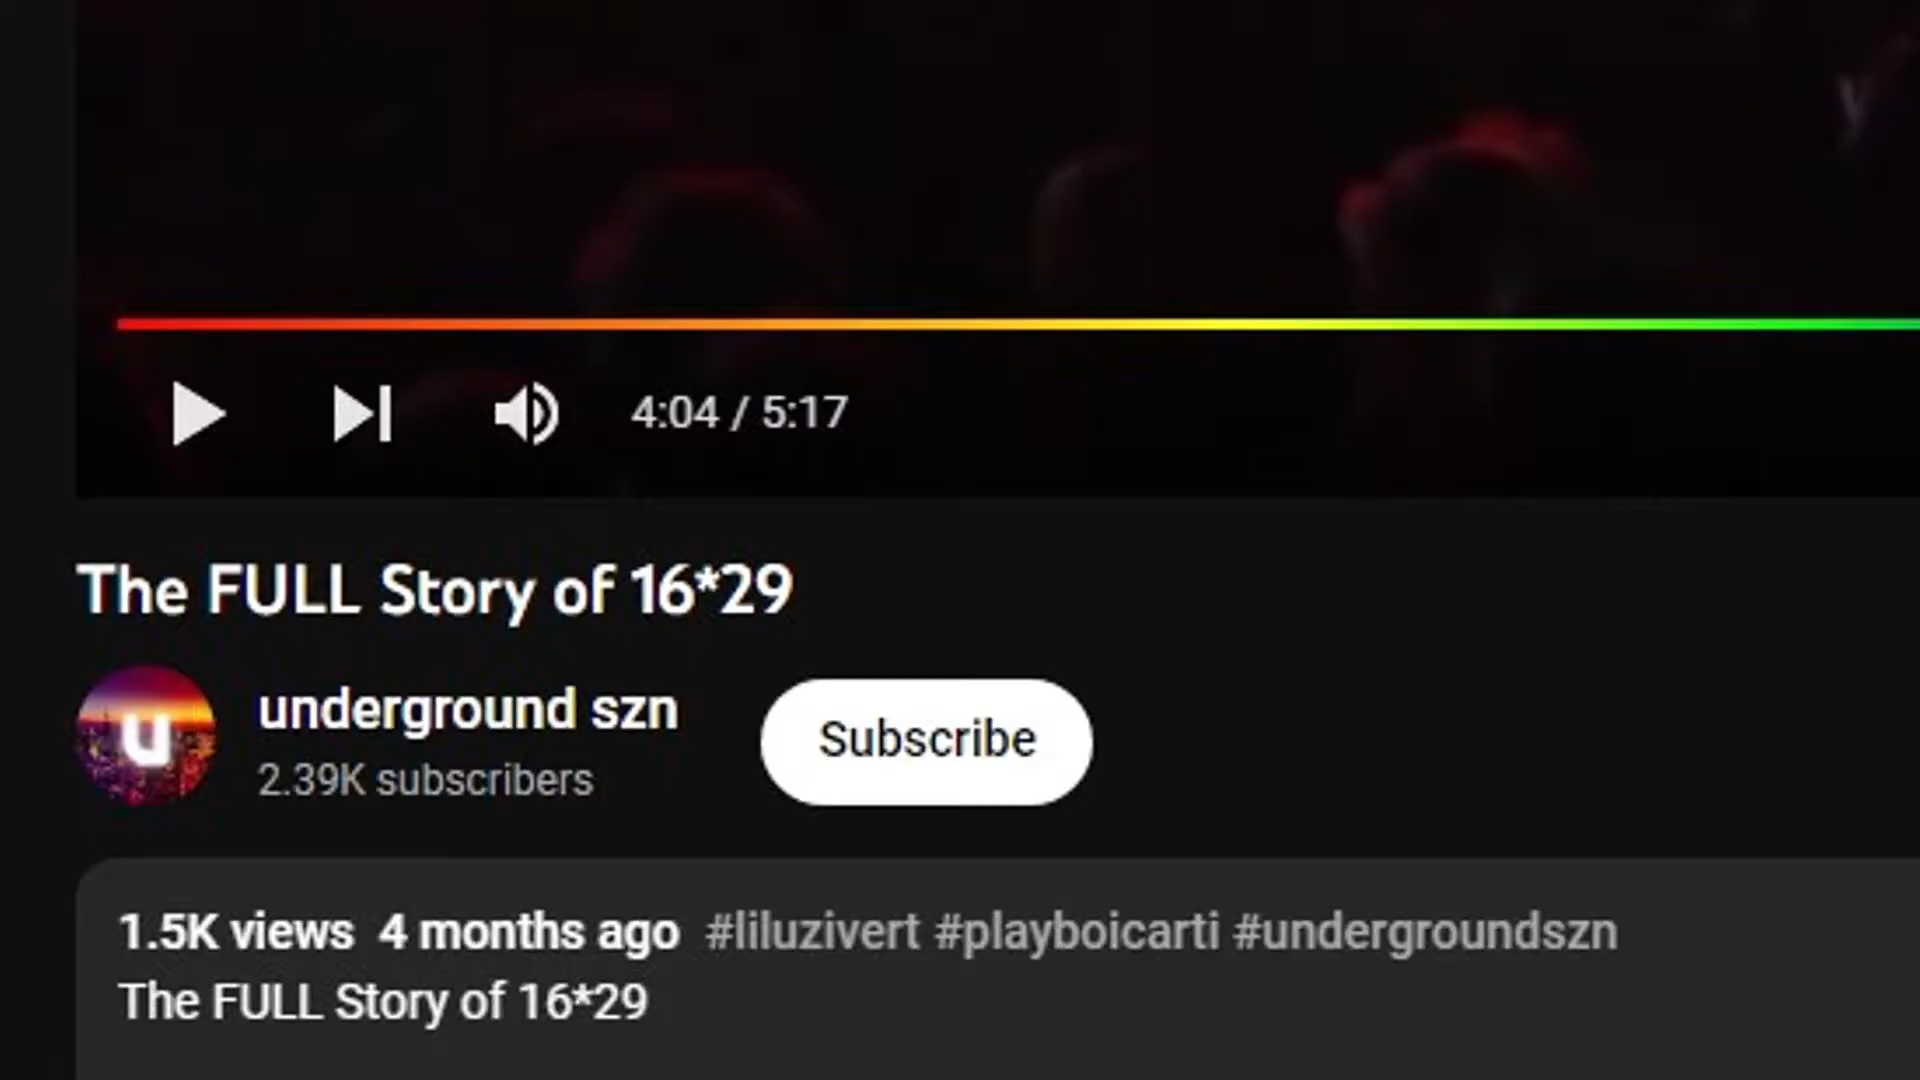 y
4:04 / 5:17
The FULL Story of 16*29
u
underground szn
2.39K subscribers
Subscribe
1.5K views 4 months ago #liluzivert #playboicarti #undergroundszn
The FULL Story of 16*29